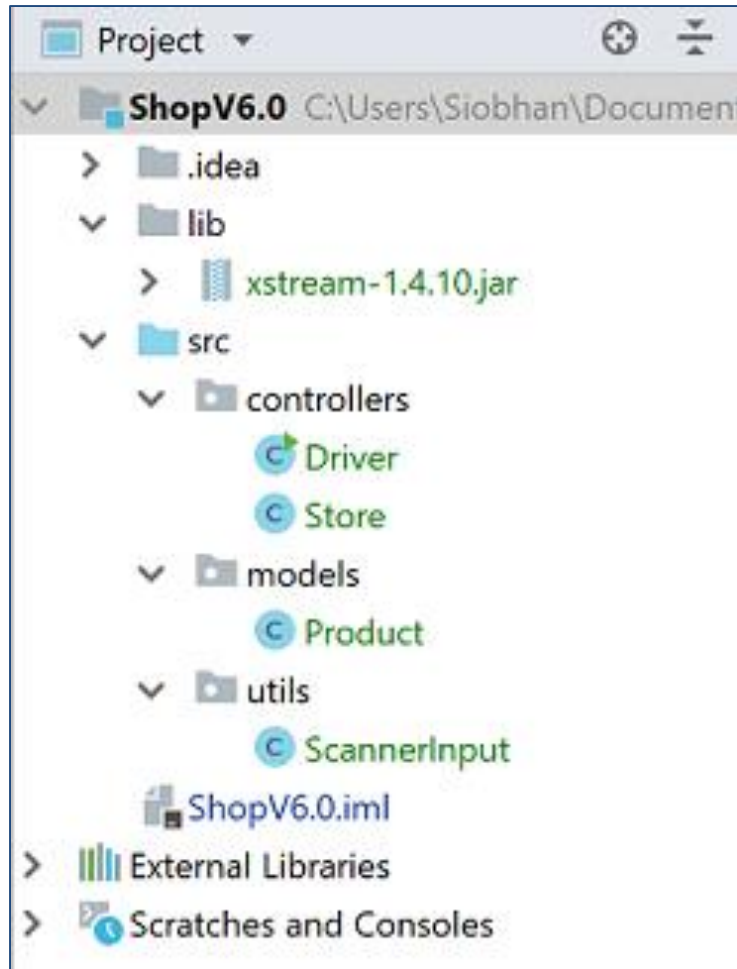 Project
ShopV6.0 C:\Users\Siobhan\Document
.idea
lib
xstream-1.4.10.jar
src
controllers
C Driver
C Store
models
C Product
utils
C ScannerInput
ShopV6.0.iml
External Libraries
Scratches and Consoles